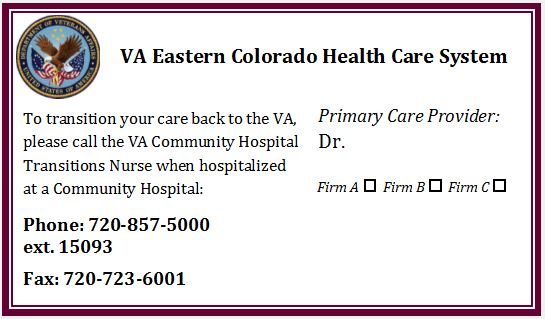 DEPARTMENT OF VETERANS AFFAIRS
UNITED STATES OF AMERICA
VA Eastern Colorado Health Care System
To transition your care back to the VA,
please call the VA Community Hospital
Transitions Nurse when hospitalized
at a Community Hospital:
Phone: 720-857-5000
ext. 15093
Fax: 720-723-6001
Primary Care Provider:
Dr.
Firm A ☐ Firm B ☐ Firm C ☐